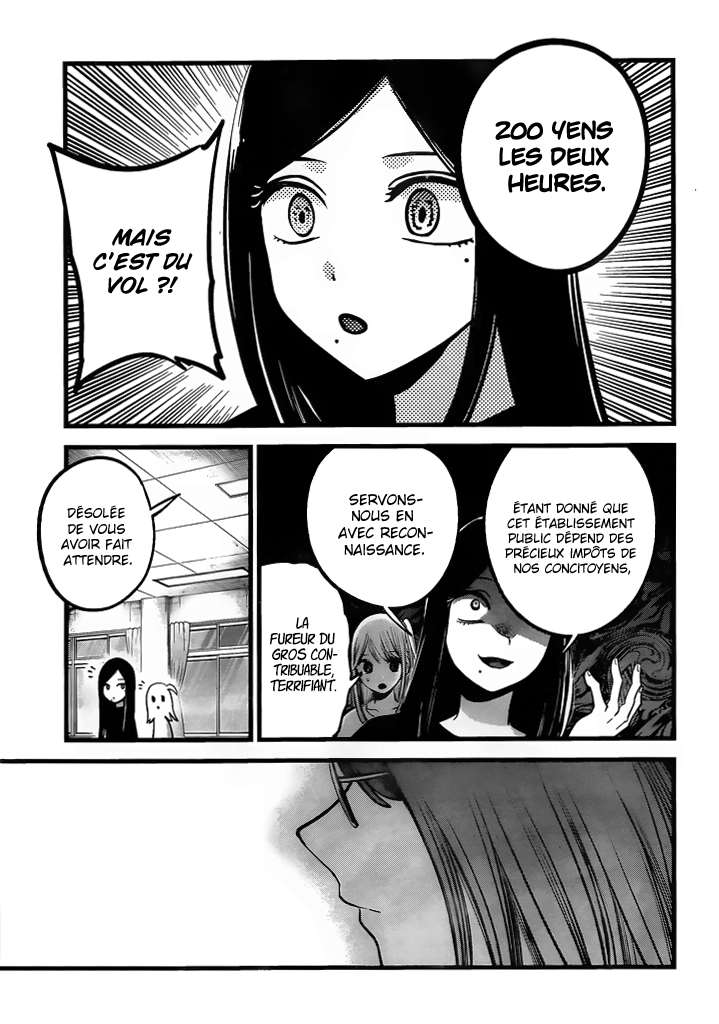 200 YENS
LES DEUX
HEURES.
MAIS
C'EST DU
VOL ?!
ÉTANT DONNÉ QUE
CET ÉTABLISSEMENT
PUBLIC DÉPEND DES
PRÉCIEUX IMPÔTS DE
NOS CONCITOYENS,
SERVONS-
NOUS EN
AVEC RECON-
NAISSANCE.
LA
FUREUR DU
GROS CON-
TRIBUABLE,
TERRIFIANT.
DÉSOLÉE
DE VOUS
AVOIR FAIT
ATTENDRE.